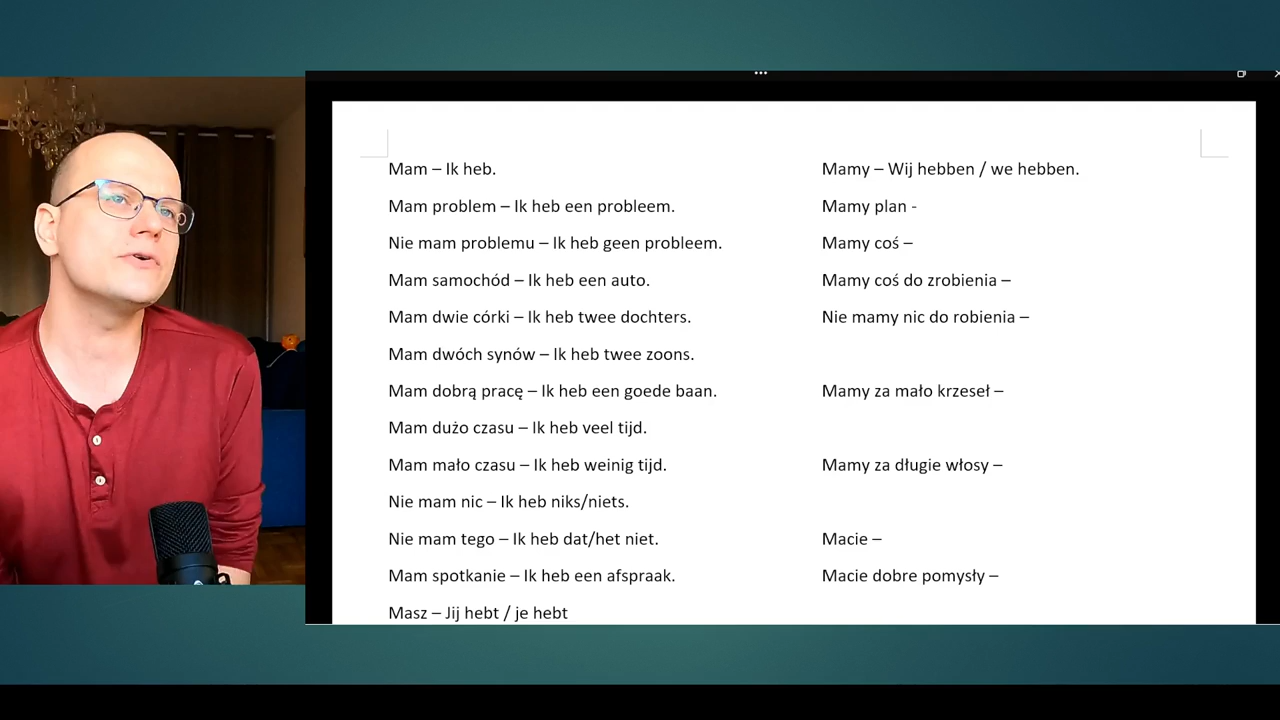 Mam – Ik heb.
Mam problem – Ik heb een probleem.
Nie mam problemu – Ik heb geen probleem.
Mam samochód – Ik heb een auto.
Mam dwie córki – Ik heb twee dochters.
Mam dwóch synów – Ik heb twee zoons.
Mam dobrą pracę – Ik heb een goede baan.
Mam dużo czasu – Ik heb veel tijd.
Mam mało czasu – Ik heb weinig tijd.
Nie mam nic – Ik heb niks/niets.
Nie mam tego – Ik heb dat/het niet.
Mam spotkanie – Ik heb een afspraak.
Masz – Jij hebt / je hebt
Mamy – Wij hebben / we hebben.
Mamy plan -
Mamy coś –
Mamy coś do zrobienia –
Nie mamy nic do robienia –
Mamy za mało krzeseł –
Mamy za długie włosy –
Macie –
Macie dobre pomysły –